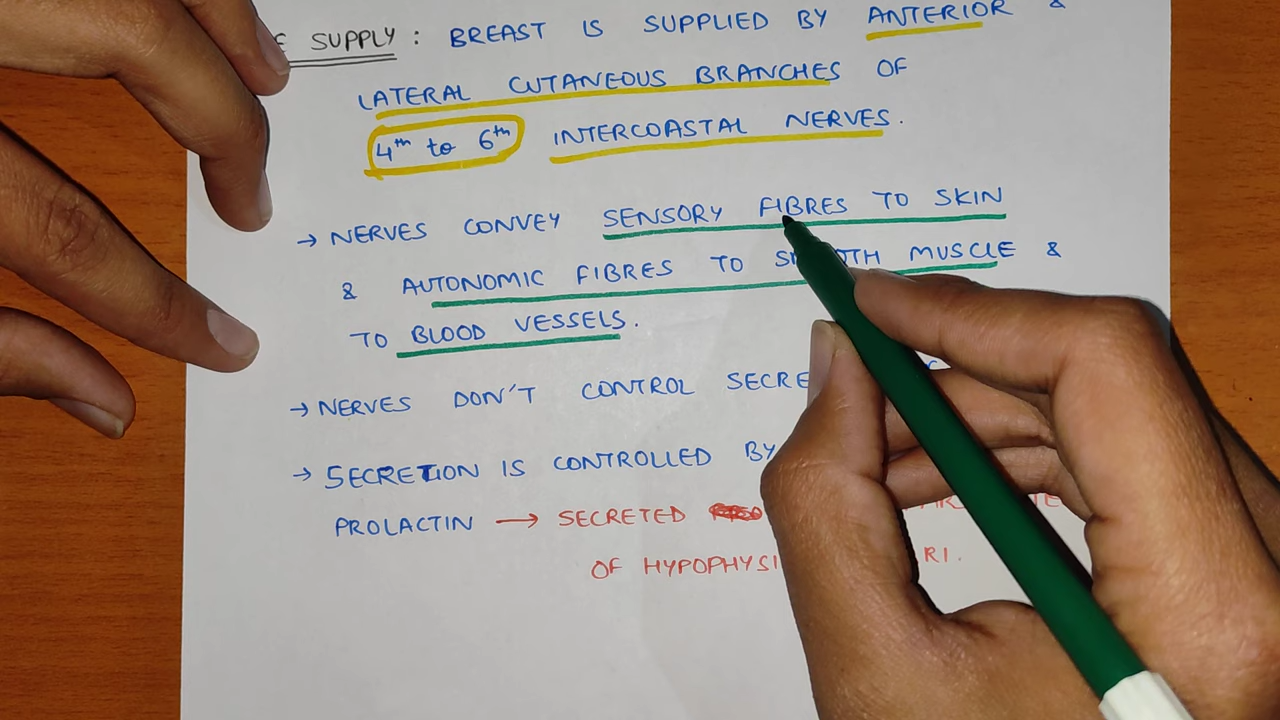 SUPPLY : BREAST IS SUPPLIED BY ANTERIOR &
LATERAL CUTANEOUS BRANCHES OF
4th to 6th INTERCOASTAL NERVES.
→ NERVES CONVEY SENSORY FIBRES TO SKIN
& AUTONOMIC FIBRES TO MUSCLE &
TO BLOOD VESSELS.
→ NERVES DON'T CONTROL
→ SECRETION IS CONTROLLED BY
PROLACTIN → SECRETED
OF